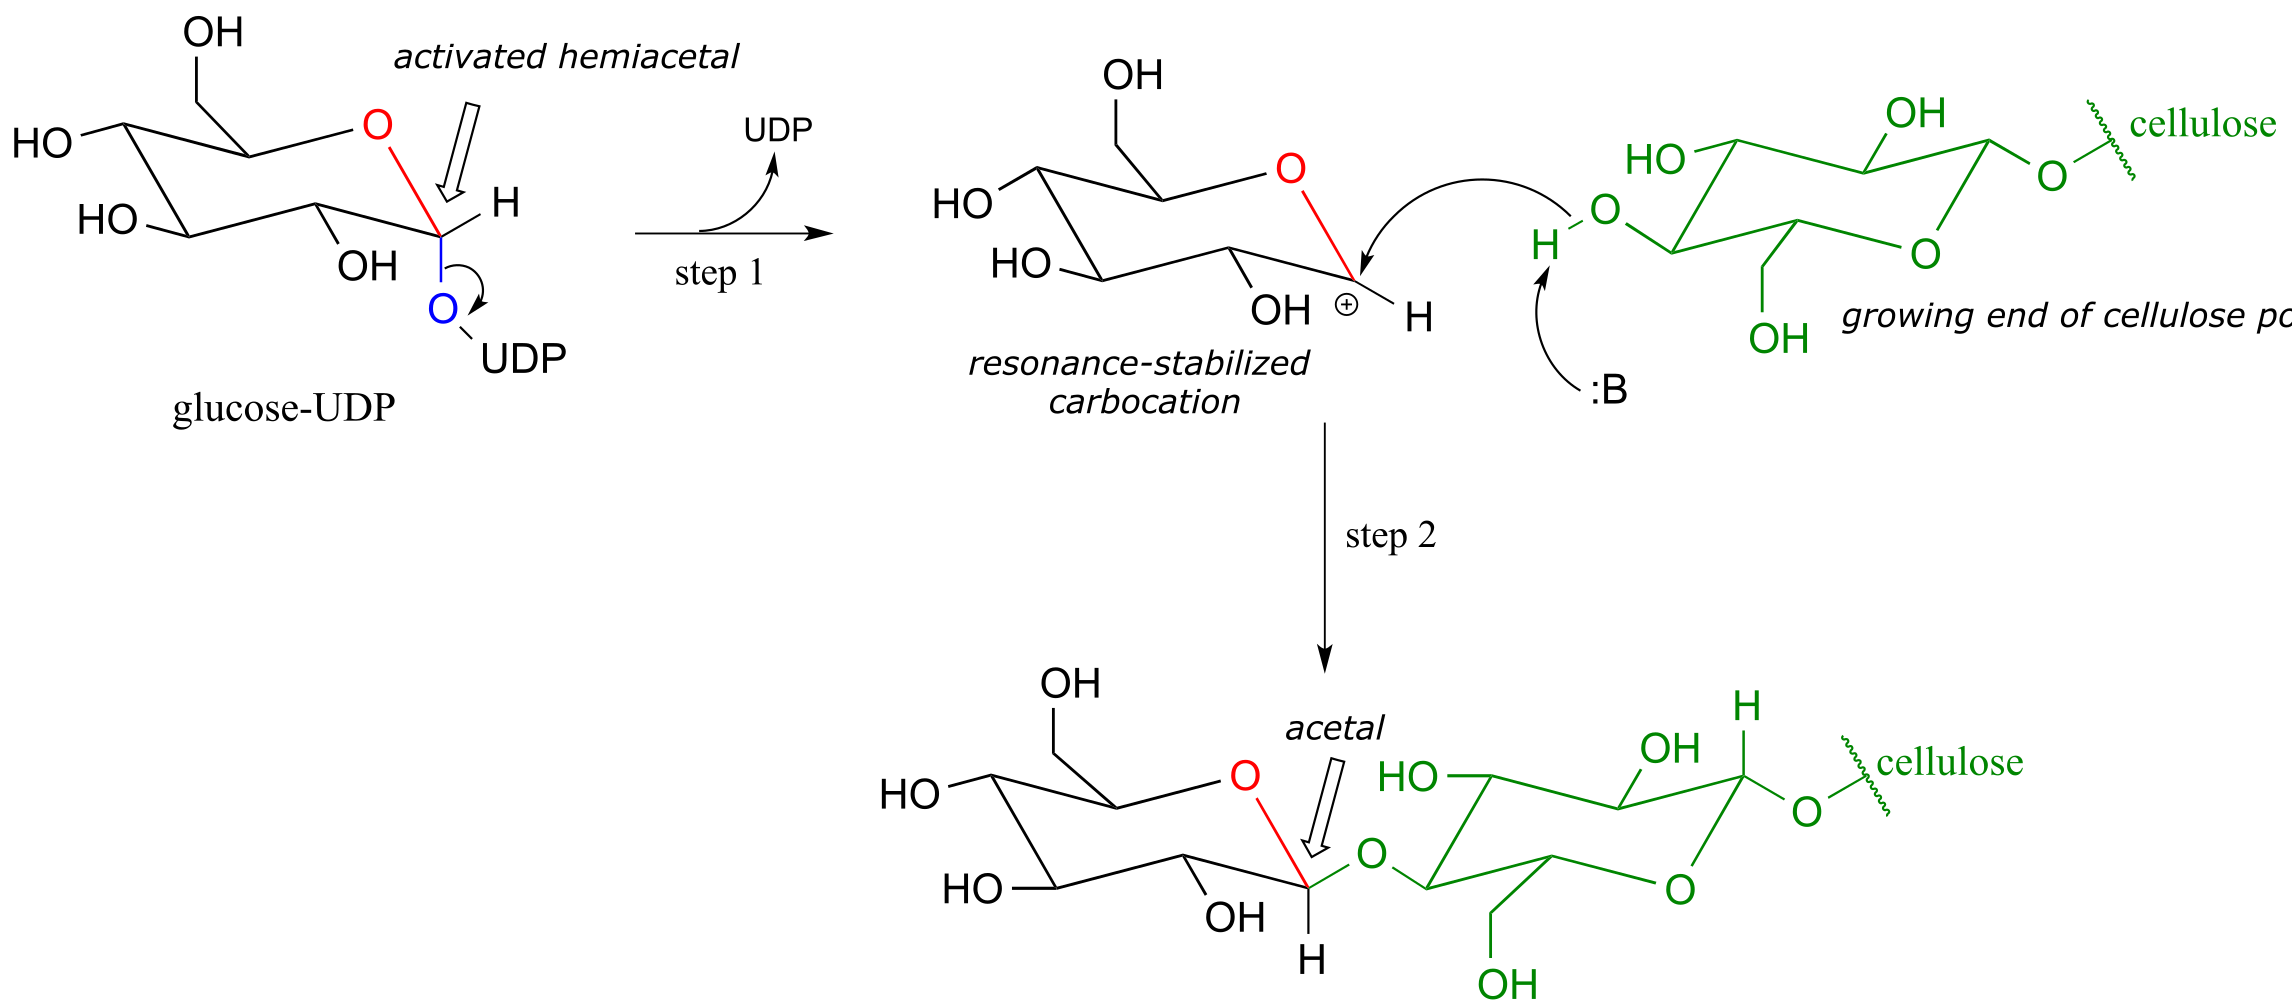 OH
activated hemiacetal
HO
O
H
HO
OH
O
UDP
glucose-UDP
UDP
step 1
OH
HO
O
HO
OH
⊕
H
resonance-stabilized
carbocation
OH
cellulose
HO
O
O
H
O
OH
growing end of cellulose po
:B
step 2
OH
acetal
H
HO
O
HO
OH
cellulose
O
O
HO
OH
O
H
OH